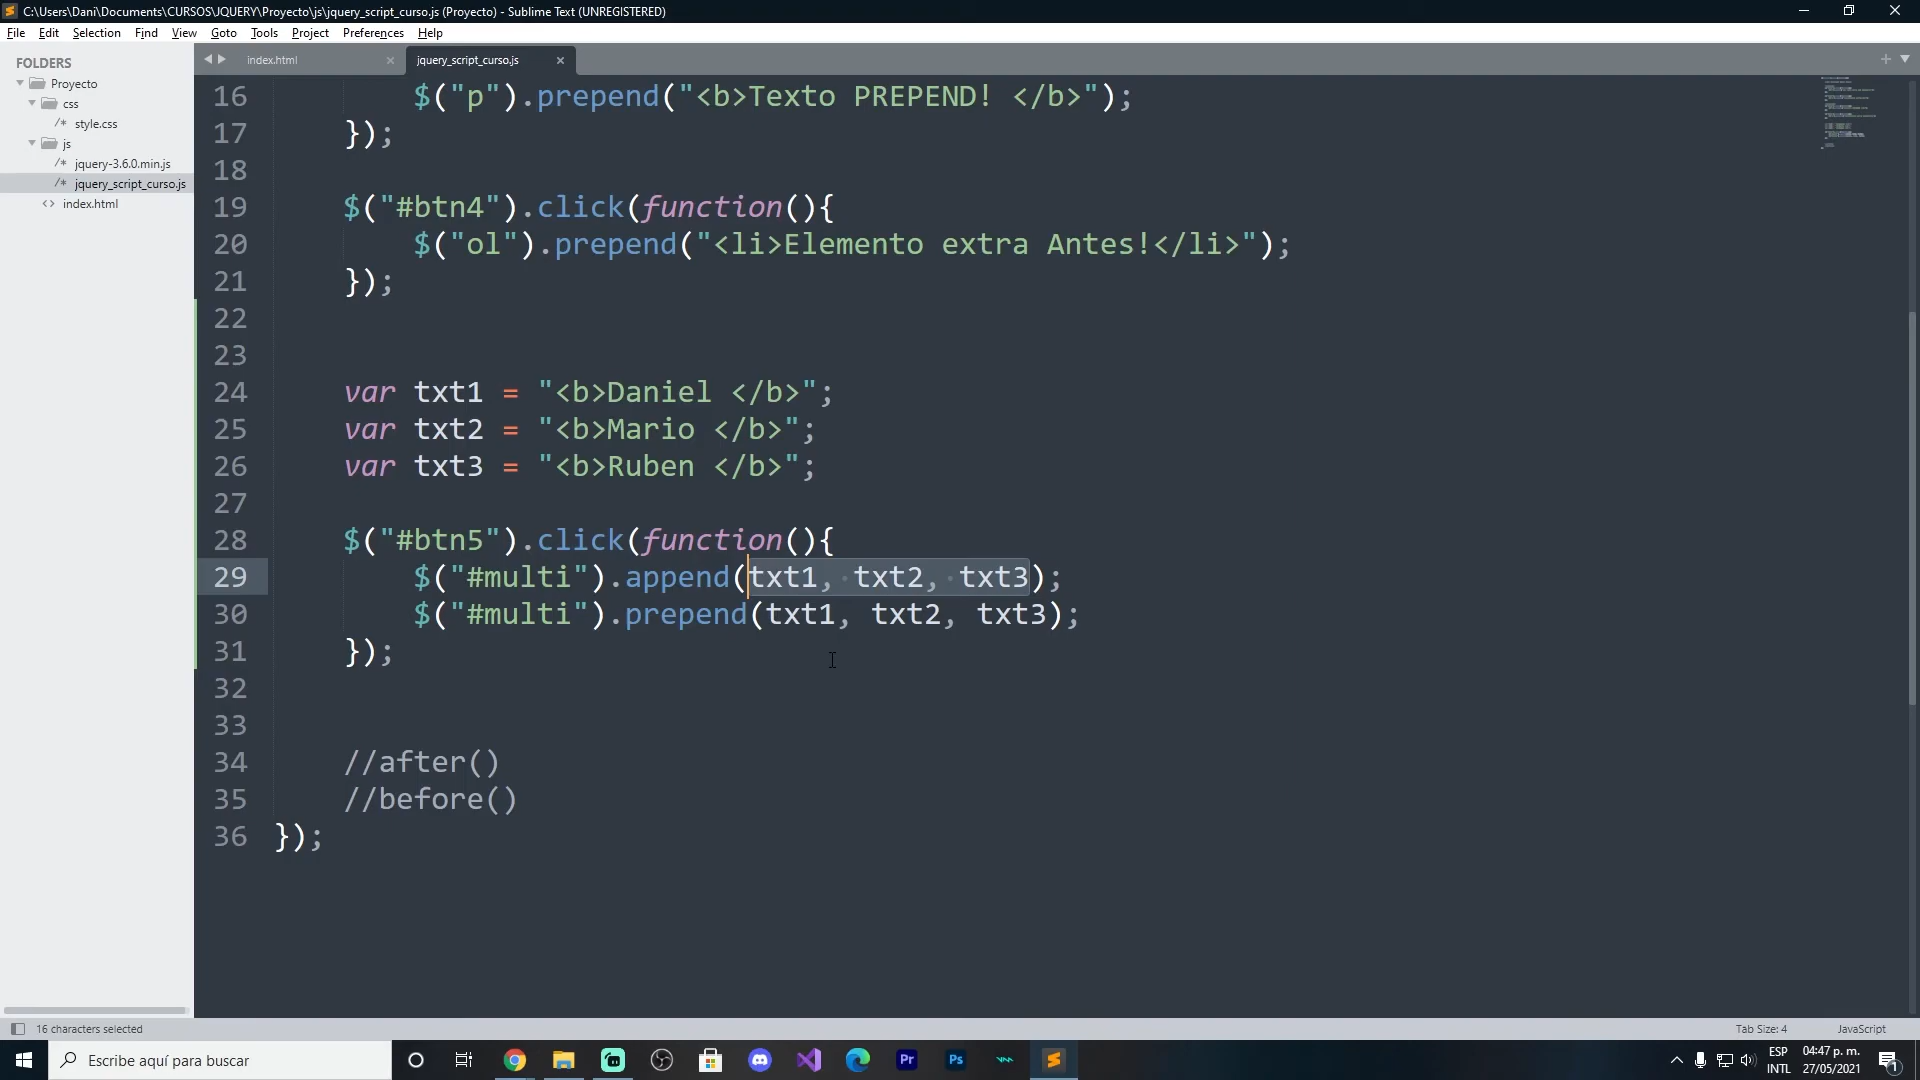 C:\Users\Dani\Documents\CURSOS\JQUERY\Proyecto\js\jquery_script_curso.js (Proyecto) - Sublime Text (UNREGISTERED)
File Edit Selection Find View Goto Tools Project Preferences Help
FOLDERS
Proyecto
css
/* style.css
js
/* jquery-3.6.0.min.js
/* jquery_script_curso.js
<> index.html
index.html
jquery_script_curso.js
16 $("p").prepend("<b>Texto PREPEND! </b>");
17 });
18
19 $("#btn4").click(function(){
20 $("ol").prepend("<li>Elemento extra Antes!</li>");
21 });
22
23
24 var txt1 = "<b>Daniel </b>";
25 var txt2 = "<b>Mario </b>";
26 var txt3 = "<b>Ruben </b>";
27
28 $("#btn5").click(function(){
29 $("#multi").append(txt1, txt2, txt3);
30 $("#multi").prepend(txt1, txt2, txt3);
31 });
32
33
34 //after()
35 //before()
36 });
16 characters selected
Tab Size: 4
JavaScript
Escribe aquí para buscar
Pr
Ps
ESP
INTL
04:47 p. m.
27/05/2021
1